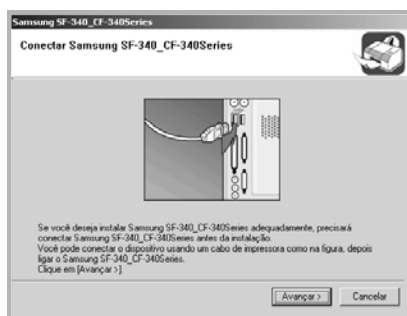 Samsung SF-340_CF-340Series
Conectar Samsung SF-340_CF-340Series
Se você deseja instalar Samsung SF-340_CF-340Series adequadamente, precisará
conectar Samsung SF-340_CF-340Series antes da instalação.
Você pode conectar o dispositivo usando um cabo de impressora como na figura, depois
ligar o Samsung SF-340_CF-340Series.
Clique em [Avançar >].
Avançar >
Cancelar